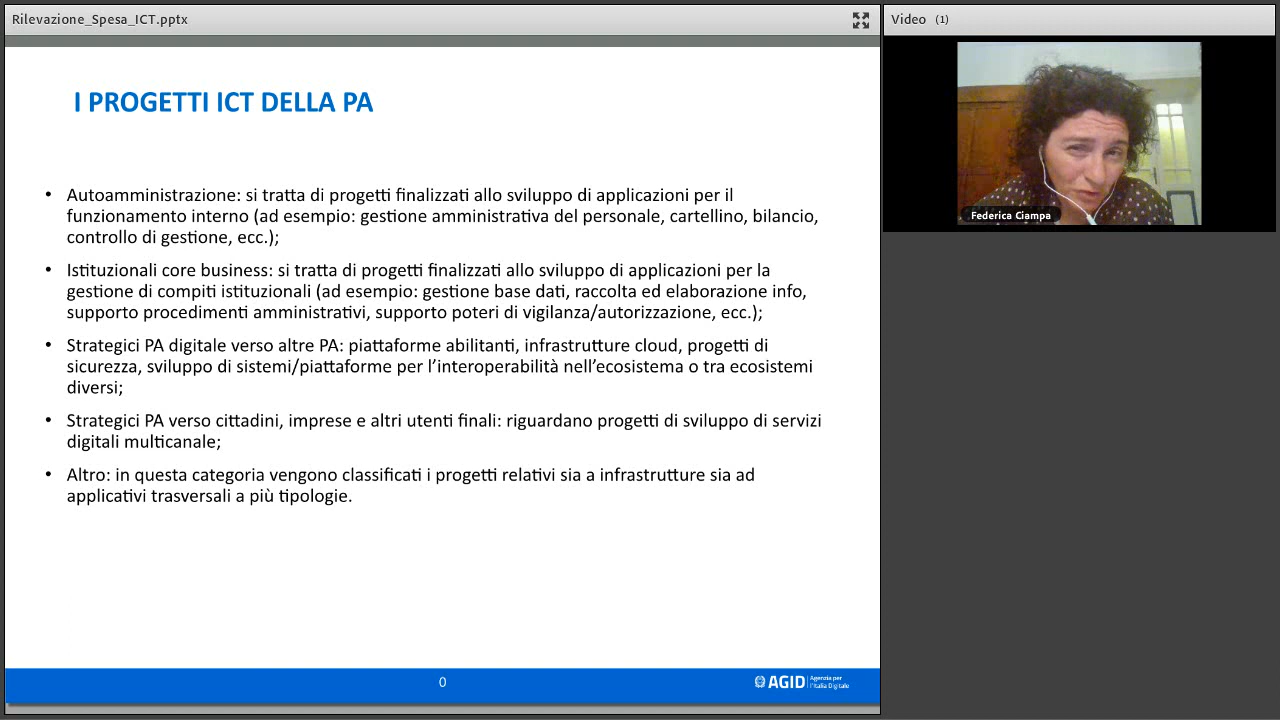 Rilevazione_Spesa_ICT.pptx
Video (1)
I PROGETTI ICT DELLA PA
• Autoamministrazione: si tratta di progetti finalizzati allo sviluppo di applicazioni per il
funzionamento interno (ad esempio: gestione amministrativa del personale, cartellino, bilancio,
controllo di gestione, ecc.);
• Istituzionali core business: si tratta di progetti finalizzati allo sviluppo di applicazioni per la
gestione di compiti istituzionali (ad esempio: gestione base dati, raccolta ed elaborazione info,
supporto procedimenti amministrativi, supporto poteri di vigilanza/autorizzazione, ecc.);
• Strategici PA digitale verso altre PA: piattaforme abilitanti, infrastrutture cloud, progetti di
sicurezza, sviluppo di sistemi/piattaforme per l’interoperabilità nell’ecosistema o tra ecosistemi
diversi;
• Strategici PA verso cittadini, imprese e altri utenti finali: riguardano progetti di sviluppo di servizi
digitali multicanale;
• Altro: in questa categoria vengono classificati i progetti relativi sia a infrastrutture sia ad
applicativi trasversali a più tipologie.
0
AGID
Agenzia per
l'Italia Digitale
Federica Ciampa